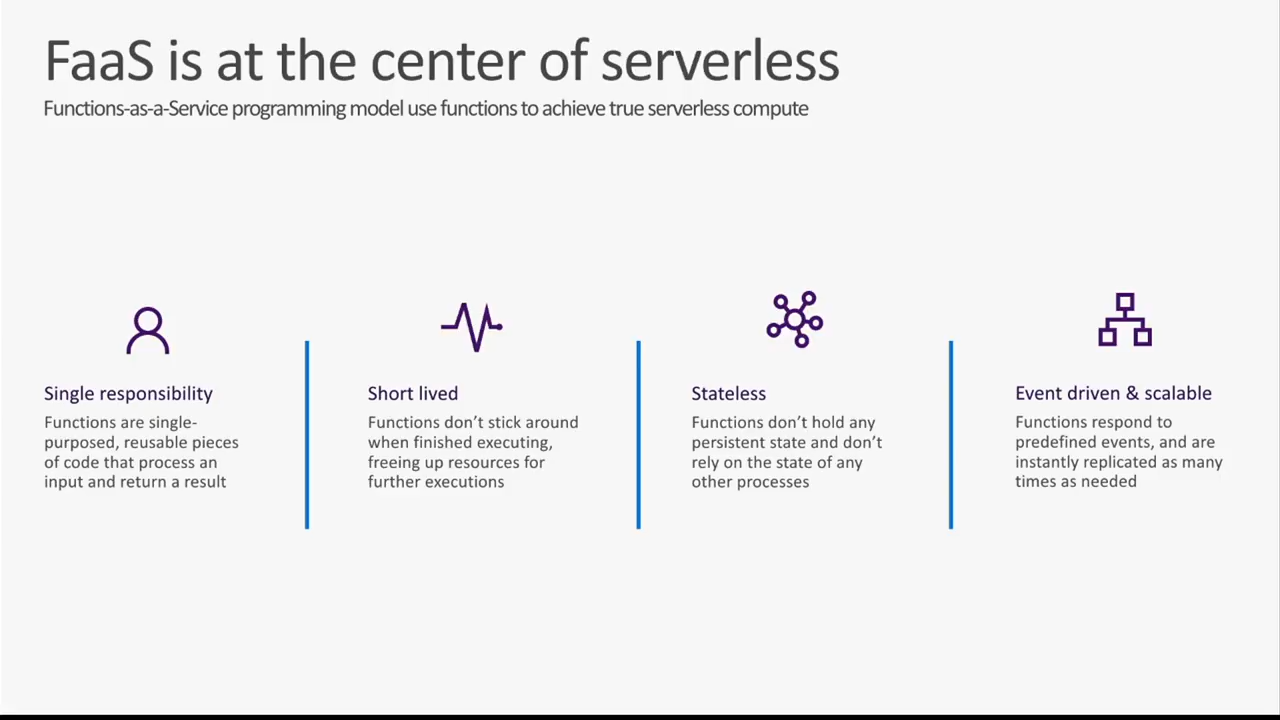 FaaS is at the center of serverless
Functions-as-a-Service programming model use functions to achieve true serverless compute
Single responsibility
Functions are single-
purposed, reusable pieces
of code that process an
input and return a result
Short lived
Functions don’t stick around
when finished executing,
freeing up resources for
further executions
Stateless
Functions don’t hold any
persistent state and don’t
rely on the state of any
other processes
Event driven & scalable
Functions respond to
predefined events, and are
instantly replicated as many
times as needed